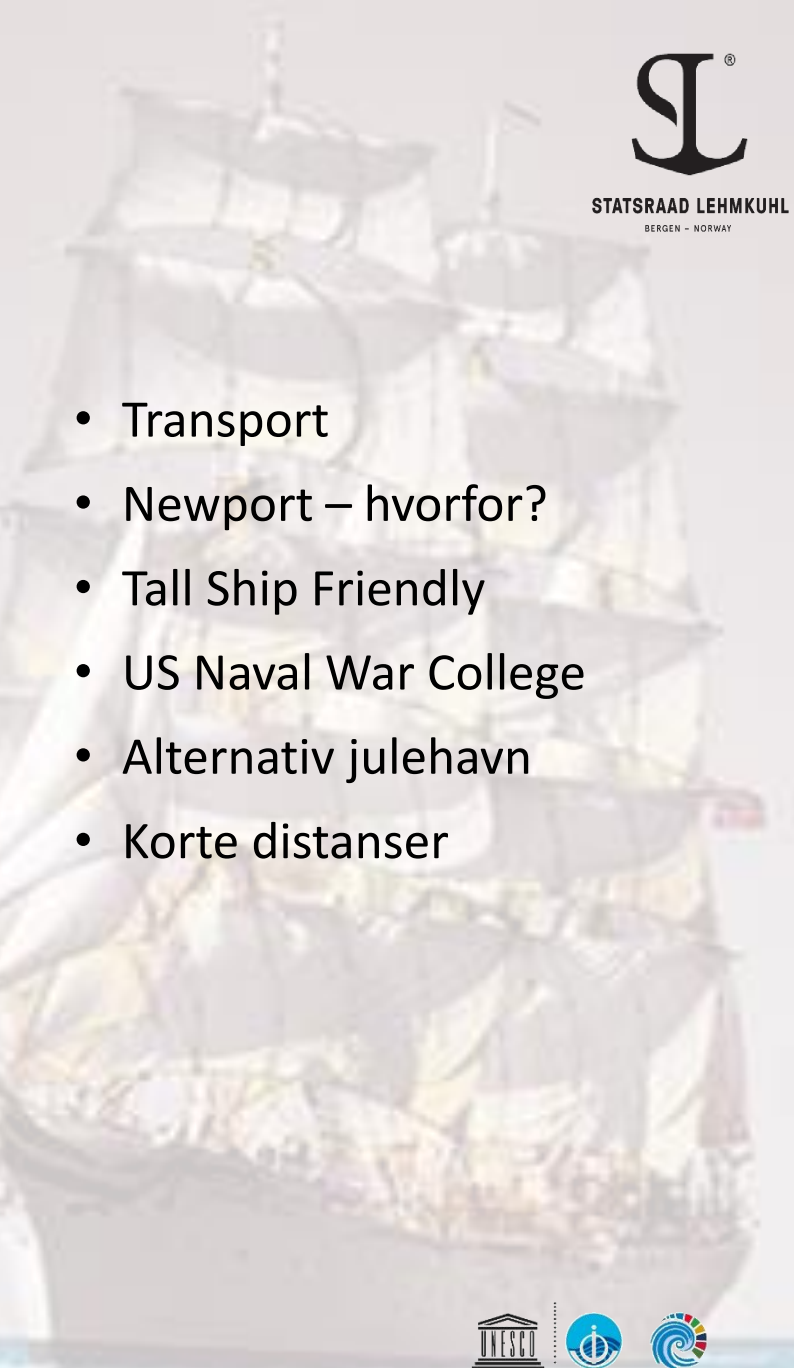 ®
STATSRAAD LEHMKUHL
BERGEN – NORWAY
• Transport
• Newport – hvorfor?
• Tall Ship Friendly
• US Naval War College
• Alternativ julehavn
• Korte distanser
UNESCO